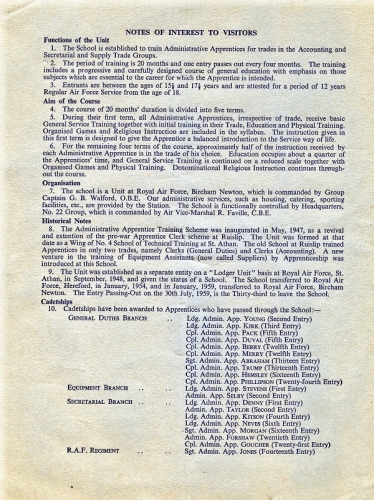 NOTES OF INTEREST TO VISITORS
Functions of the Unit
1. The School is established to train Administrative Apprentices for trades in the Accounting and
Secretarial and Supply Trade Groups.
2. The period of training is 20 months and one entry passes out every four months. The training
includes a progressive and carefully designed course of general education with emphasis on those
subjects which are essential to the career for which the Apprentice is intended.
3. Entrants are between the ages of 15½ and 17½ years and are attested for a period of 12 years
Regular Air Force Service from the age of 18.
Aim of the Course
4. The course of 20 months' duration is divided into five terms.
5. During their first term, all Administrative Apprentices, irrespective of trade, receive basic
General Service Training together with initial training in their Trade, Education and Physical Training.
Organised Games and Religious Instruction are included in the syllabus. The instruction given in
this first term is designed to give the Apprentice a balanced introduction to the Service way of life.
6. For the remaining four terms of the course, approximately half of the instruction received by
each Administrative Apprentice is in the trade of his choice. Education occupies about a quarter of
the Apprentices' time, and General Service Training is continued on a reduced scale together with
Organised Games and Physical Training. Denominational Religious Instruction continues through-
out the course.
Organisation
7. The school is a Unit at Royal Air Force, Bircham Newton, which is commanded by Group
Captain G. B. Walford, O.B.E. Our administrative services, such as housing, catering, sporting
facilities, etc., are provided by the Station. The School is functionally controlled by Headquarters,
No. 22 Group, which is commanded by Air Vice-Marshal R. Faville, C.B.E.
Historical Notes
8. The Administrative Apprentice Training Scheme was inaugurated in May, 1947, as a revival
and extention of the pre-war Apprentice Clerk scheme at Ruislip. The Unit was formed at that
date as a Wing of No. 4 School of Technical Training at St. Athan. The old School at Ruislip trained
Apprentices in only two trades, namely Clerks (General Duties) and Clerks (Accounting). A new
venture in the training of Equipment Assistants (now called Suppliers) by Apprenticeship was
introduced at this School.
9. The Unit was established as a separate entity on a "Lodger Unit" basis at Royal Air Force, St.
Athan, in September, 1948, and given the status of a School. The School transferred to Royal Air
Force, Hereford, in January, 1954, and in January, 1959, transferred to Royal Air Force, Bircham
Newton. The Entry Passing-Out on the 30th July, 1959, is the Thirty-third to leave the School.
Cadetships
10. Cadetships have been awarded to Apprentices who have passed through the School:—
GENERAL DUTIES BRANCH .. Ldg. Admin. App. YOUNG (Second Entry)
Ldg. Admin. App. KIRK (Third Entry)
Cpl. Admin. App. PACK (Fifth Entry)
Cpl. Admin. App. DUVAL (Fifth Entry)
Cpl. Admin. App. BERRY (Twelfth Entry)
Cpl. Admin. App. MERRY (Twelfth Entry)
Sgt. Admin. App. ABRAHAM (Thirteen Entry)
Cpl. Admin. App. TRUMP (Thirteenth Entry)
Cpl. Admin. App. HEMSLEY (Sixteenth Entry)
Cpl. Admin. App. PHILLIPSON (Twenty-fourth Entry)
EQUIPMENT BRANCH .. .. Ldg. Admin. App. STEVENS (First Entry)
Admin. App. SELBY (Second Entry)
SECRETARIAL BRANCH .. .. Ldg. Admin. App. DENNY (First Entry)
Admin. App. TAYLOR (Second Entry)
Ldg. Admin. App. KITSON (Fourth Entry)
Ldg. Admin. App. NEVES (Sixth Entry)
Sgt. Admin. App. MORGAN (Sixteenth Entry)
Admin. App. FORSHAW (Twentieth Entry)
Cpl. Admin. App. GOUCHER (Twenty-first Entry)
R.A.F. REGIMENT .. .. Sgt. Admin. App. JONES (Fourteenth Entry)